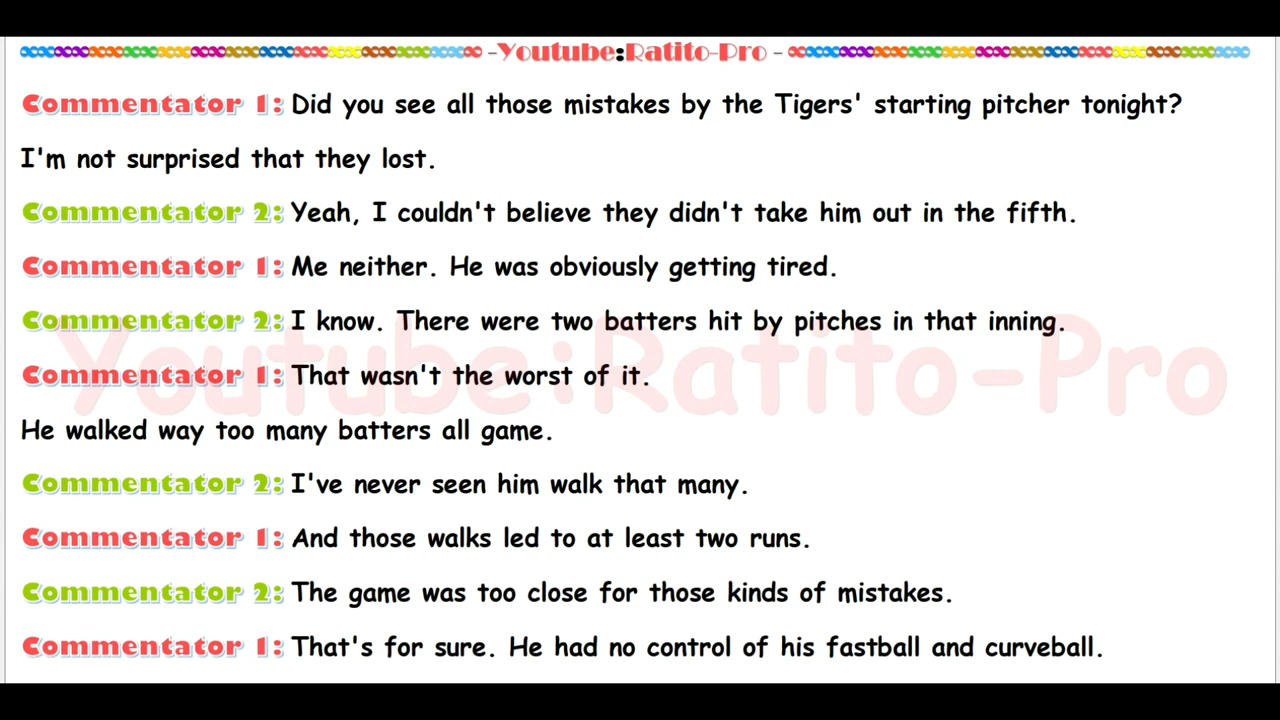 -Youtube:Ratito-Pro -
Commentator 1: Did you see all those mistakes by the Tigers' starting pitcher tonight?
I'm not surprised that they lost.
Commentator 2: Yeah, I couldn't believe they didn't take him out in the fifth.
Commentator 1: Me neither. He was obviously getting tired.
Commentator 2: I know. There were two batters hit by pitches in that inning.
Youtube:Ratito-Pro
Commentator 1: That wasn't the worst of it.
He walked way too many batters all game.
Commentator 2: I've never seen him walk that many.
Commentator 1: And those walks led to at least two runs.
Commentator 2: The game was too close for those kinds of mistakes.
Commentator 1: That's for sure. He had no control of his fastball and curveball.